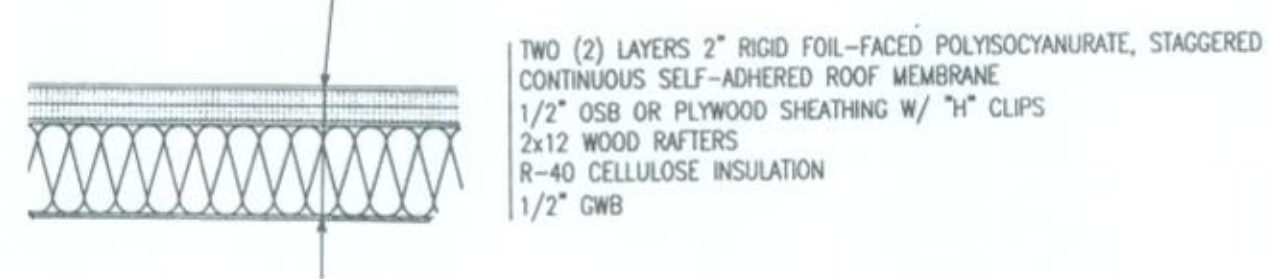 TWO (2) LAYERS 2" RIGID FOIL-FACED POLYISOCYANURATE, STAGGERED
CONTINUOUS SELF-ADHERED ROOF MEMBRANE
1/2" OSB OR PLYWOOD SHEATHING W/ "H" CLIPS
2x12 WOOD RAFTERS
R-40 CELLULOSE INSULATION
1/2" GWB